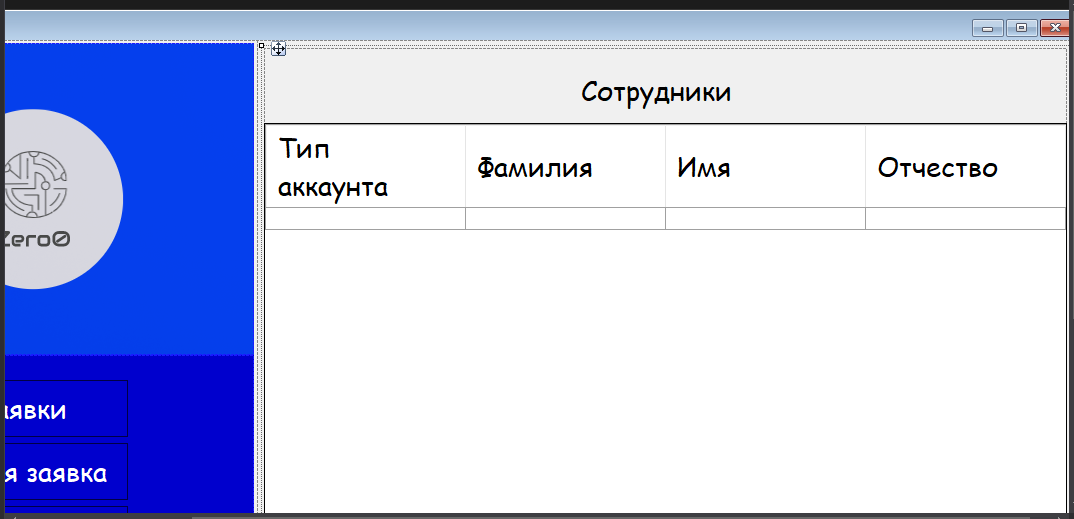 Сотрудники
Тип
аккаунта
Фамилия
Имя
Отчество
Zero0
аявки
я заявка